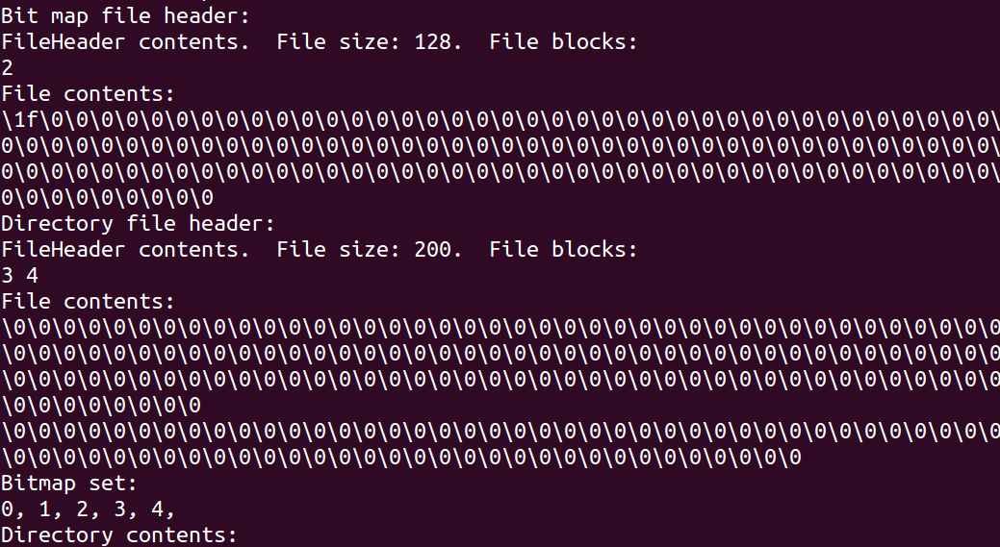 Bit map file header:
FileHeader contents.  File size: 128.  File blocks:
2
File contents:
\1f\0\0\0\0\0\0\0\0\0\0\0\0\0\0\0\0\0\0\0\0\0\0\0\0\0\0\0\0\0\0\0\0\0\0\0\0\0\0\
0\0\0\0\0\0\0\0\0\0\0\0\0\0\0\0\0\0\0\0\0\0\0\0\0\0\0\0\0\0\0\0\0\0\0\0\0\0\0\0\
0\0\0\0\0\0\0\0\0\0\0\0\0\0\0\0\0\0\0\0\0\0\0\0\0\0\0\0\0\0\0\0\0\0\0\0\0\0\0\0\
0\0\0\0\0\0\0\0\0
Directory file header:
FileHeader contents.  File size: 200.  File blocks:
3 4
File contents:
\0\0\0\0\0\0\0\0\0\0\0\0\0\0\0\0\0\0\0\0\0\0\0\0\0\0\0\0\0\0\0\0\0\0\0\0\0\0\0\0
\0\0\0\0\0\0\0\0\0\0\0\0\0\0\0\0\0\0\0\0\0\0\0\0\0\0\0\0\0\0\0\0\0\0\0\0\0\0\0\0
\0\0\0\0\0\0\0\0\0\0\0\0\0\0\0\0\0\0\0\0\0\0\0\0\0\0\0\0\0\0\0\0\0\0\0\0\0\0\0\0
\0\0\0\0\0\0\0\0
\0\0\0\0\0\0\0\0\0\0\0\0\0\0\0\0\0\0\0\0\0\0\0\0\0\0\0\0\0\0\0\0\0\0\0\0\0\0\0\0
\0\0\0\0\0\0\0\0\0\0\0\0\0\0\0\0\0\0\0\0\0\0\0\0\0\0\0\0\0\0\0\0
Bitmap set:
0, 1, 2, 3, 4,
Directory contents: